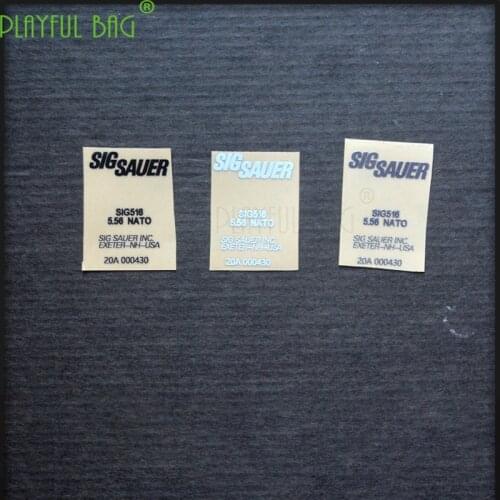 PLAYFUL BAG®
SIG
SAUER
SIG516
5.56 NATO
SIG SAUER INC.
EXETER-NH-USA
20A 000430
SIG
SAUER
SIG516
5.56 NATO
SIG SAUER INC.
EXETER-NH-USA
20A 000430
SIG
SAUER
SIG516
5.56 NATO
SIG SAUER INC.
EXETER-NH-USA
20A 000430
PLAYFUL BAG®